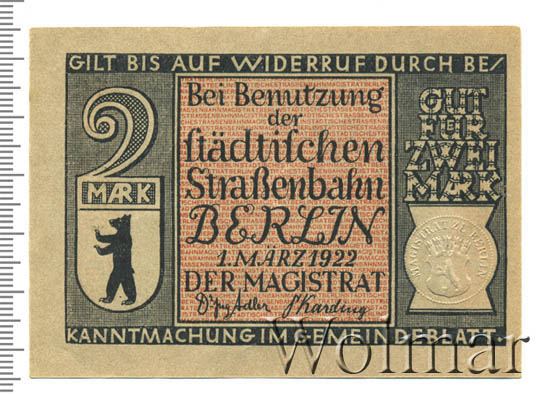 GILT BIS AUF WIDERRUF DURCH BE/
2
MARK
Bei Benutzung
der
städtischen
Straßenbahn
BERLIN
1. MÄRZ 1922
DER MAGISTRAT
GUT
FÜR
ZWEI
MARK
KANNTMACHUNG IM GEMEINDEBLATT
Wolmar